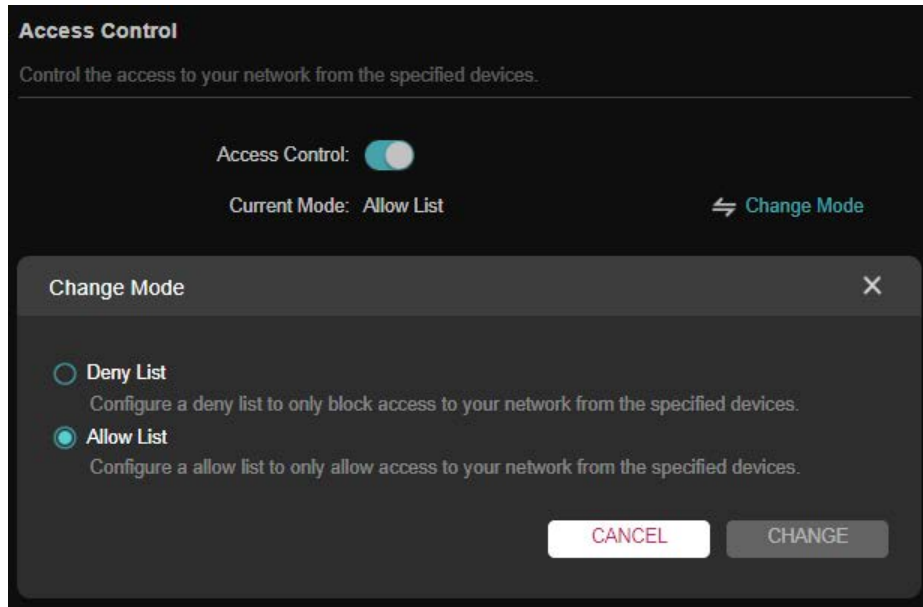 Access Control
Control the access to your network from the specified devices.
Access Control:
Current Mode: Allow List Change Mode
Change Mode
Deny List
Configure a deny list to only block access to your network from the specified devices.
Allow List
Configure a allow list to only allow access to your network from the specified devices.
CANCEL CHANGE